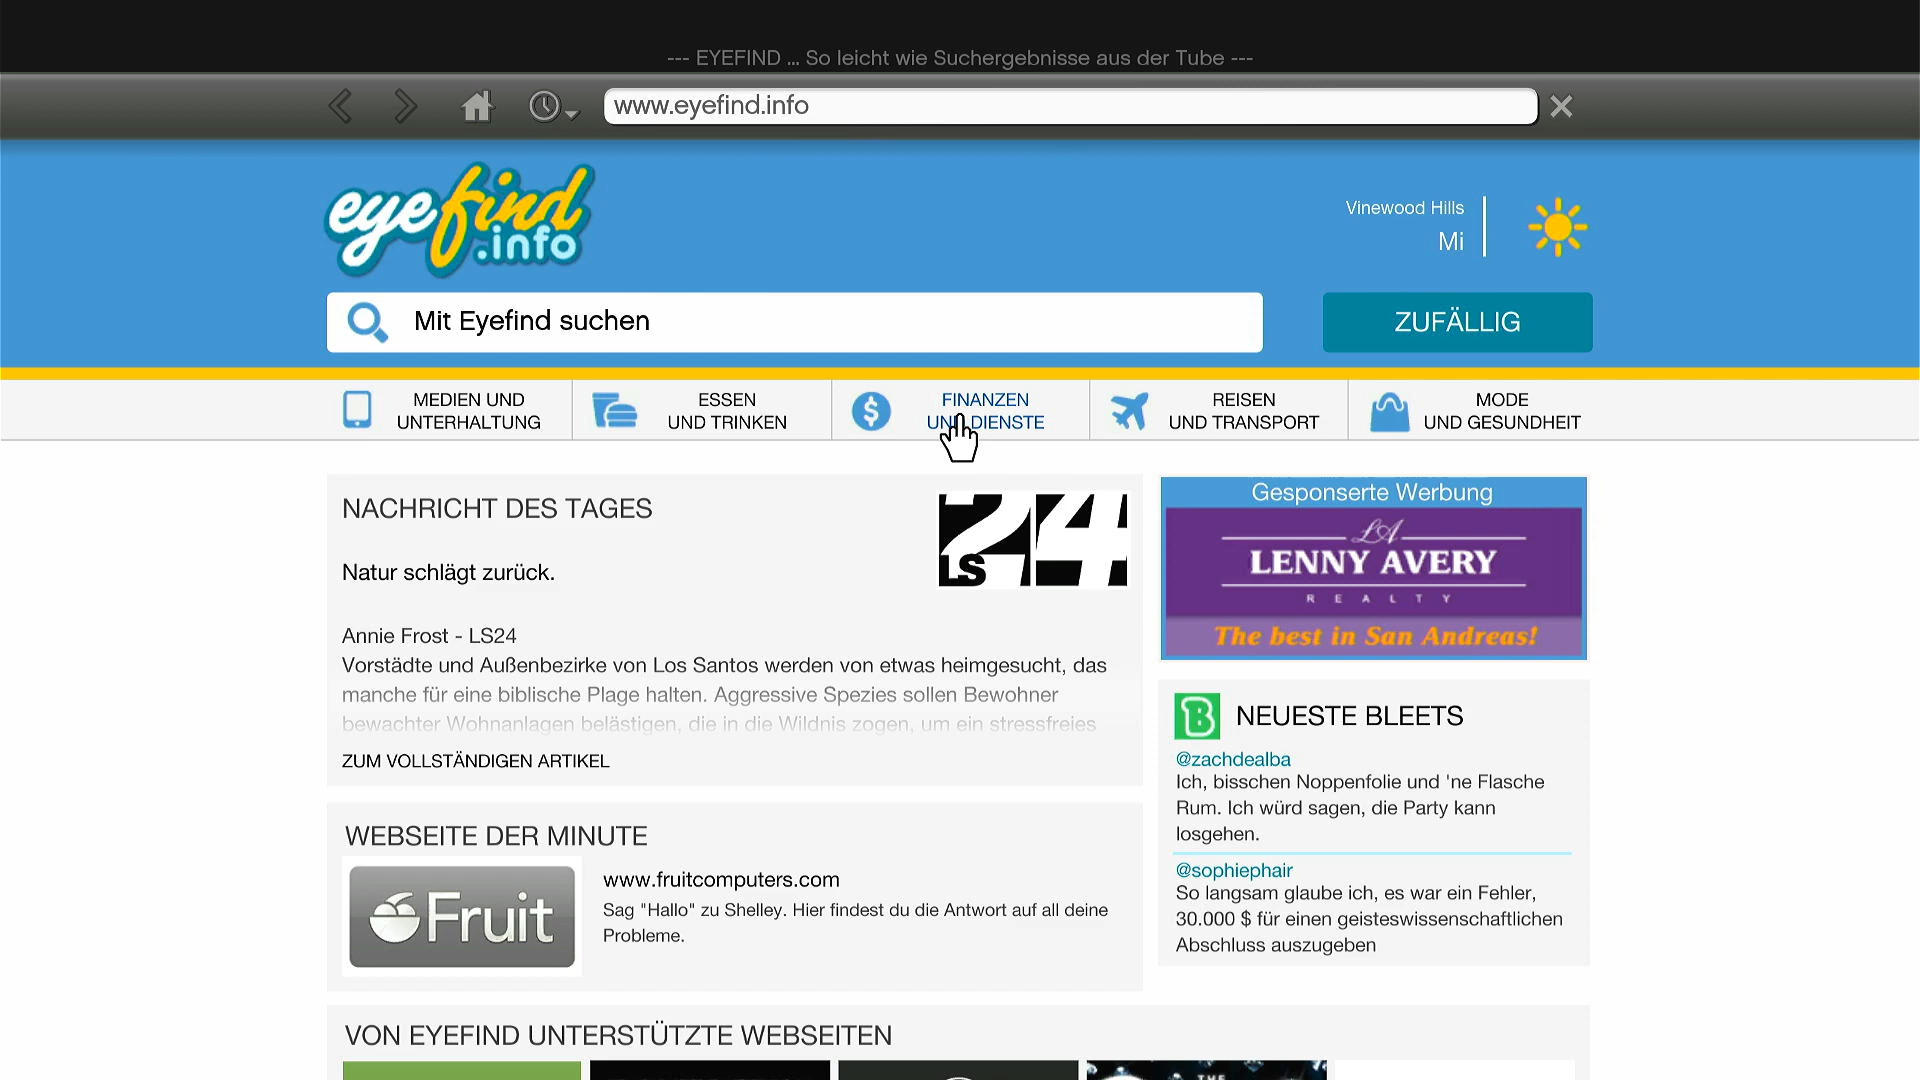 --- EYEFIND ... So leicht wie Suchergebnisse aus der Tube ---
www.eyefind.info
eyefind
.info
Vinewood Hills
Mi
Mit Eyefind suchen
ZUFÄLLIG
MEDIEN UND
UNTERHALTUNG
ESSEN
UND TRINKEN
FINANZEN
UND DIENSTE
REISEN
UND TRANSPORT
MODE
UND GESUNDHEIT
NACHRICHT DES TAGES
LS 24
Natur schlägt zurück.
Annie Frost - LS24
Vorstädte und Außenbezirke von Los Santos werden von etwas heimgesucht, das
manche für eine biblische Plage halten. Aggressive Spezies sollen Bewohner
bewachter Wohnanlagen belästigen, die in die Wildnis zogen, um ein stressfreies
ZUM VOLLSTÄNDIGEN ARTIKEL
Gesponserte Werbung
LA
LENNY AVERY
REALTY
The best in San Andreas!
B
NEUESTE BLEETS
@zachdealba
Ich, bisschen Noppenfolie und 'ne Flasche
Rum. Ich würd sagen, die Party kann
losgehen.
@sophiephair
So langsam glaube ich, es war ein Fehler,
30.000 $ für einen geisteswissenschaftlichen
Abschluss auszugeben
WEBSEITE DER MINUTE
Fruit
www.fruitcomputers.com
Sag "Hallo" zu Shelley. Hier findest du die Antwort auf all deine
Probleme.
VON EYEFIND UNTERSTÜTZTE WEBSEITEN
THE